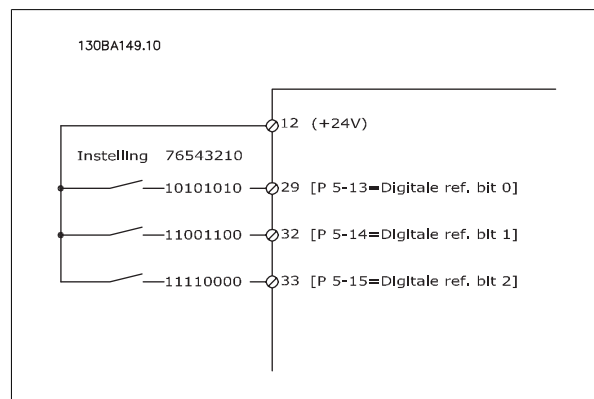 130BA149.10
12 (+24V)
Instelling 76543210
10101010 29 [P 5-13=Digitale ref. bit 0]
11001100 32 [P 5-14=Digitale ref. bit 1]
11110000 33 [P 5-15=Digitale ref. bit 2]